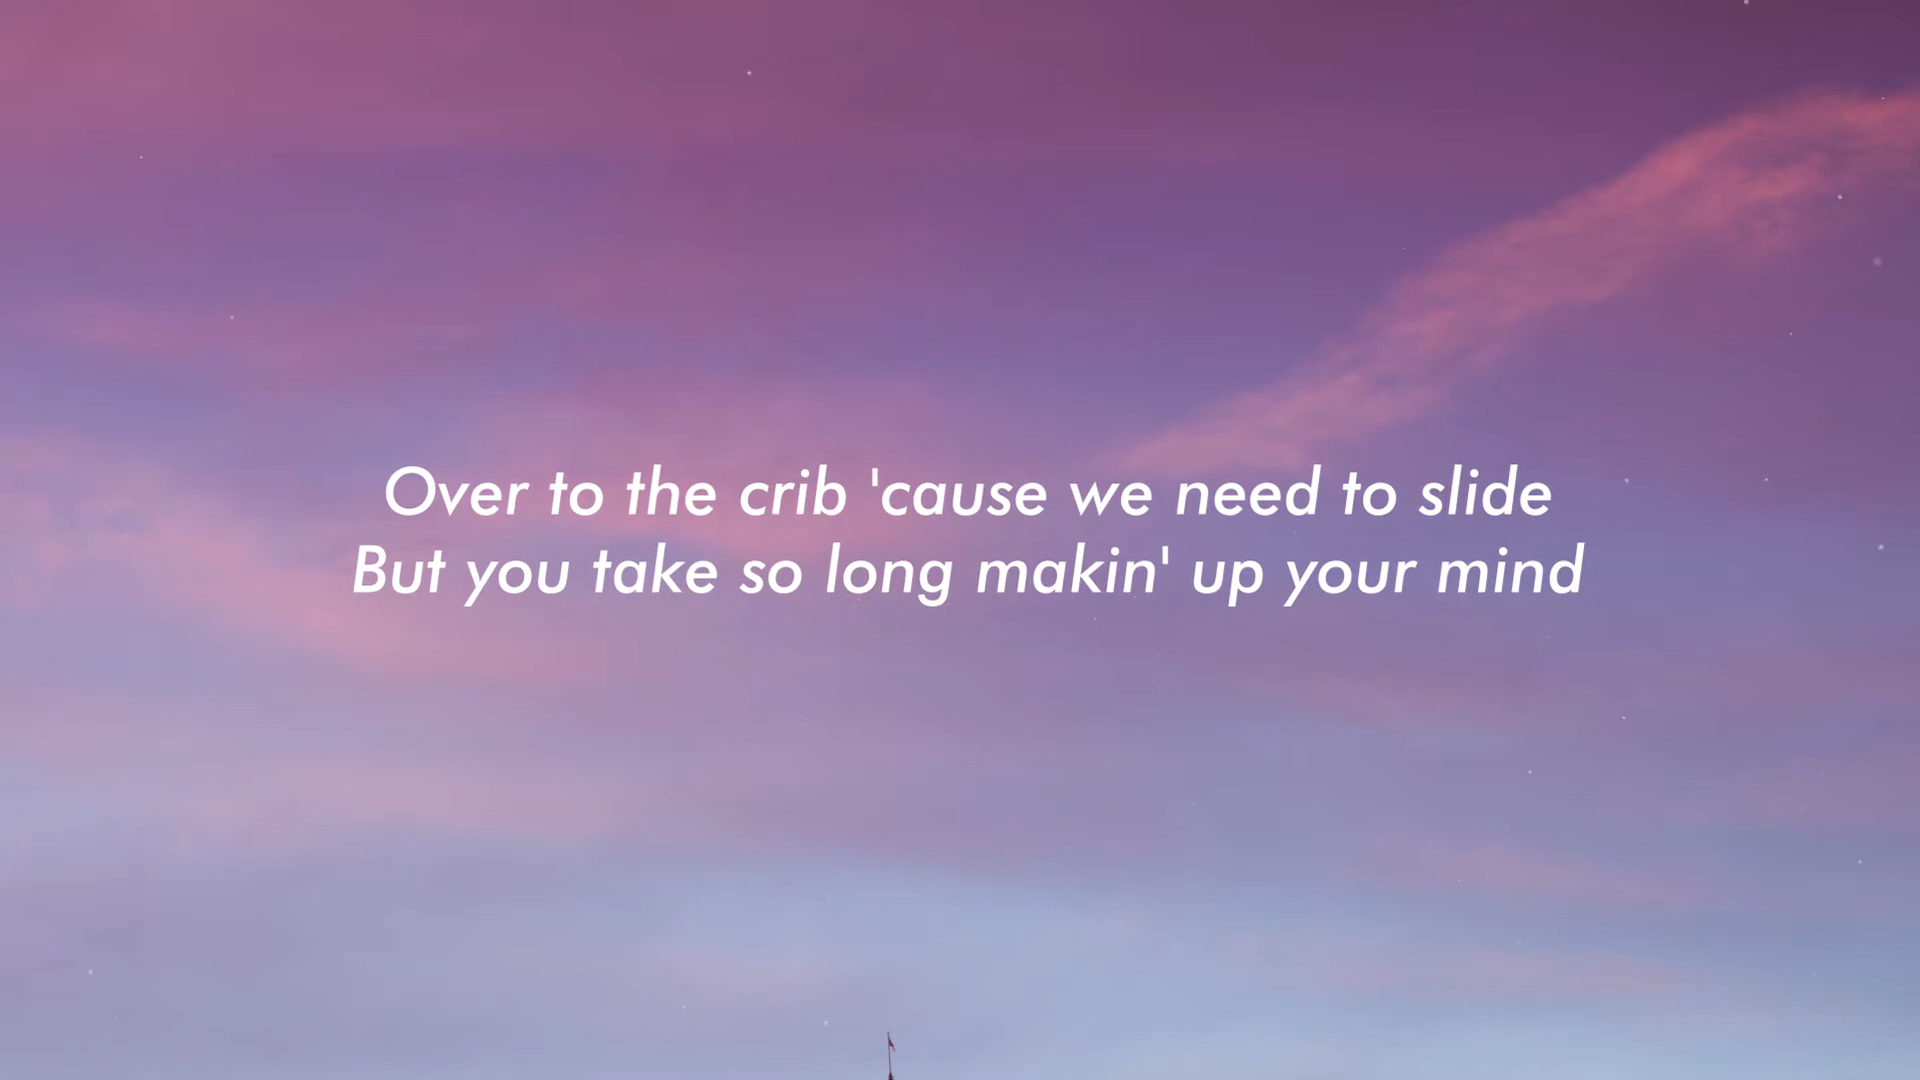 Over to the crib 'cause we need to slide
But you take so long makin' up your mind